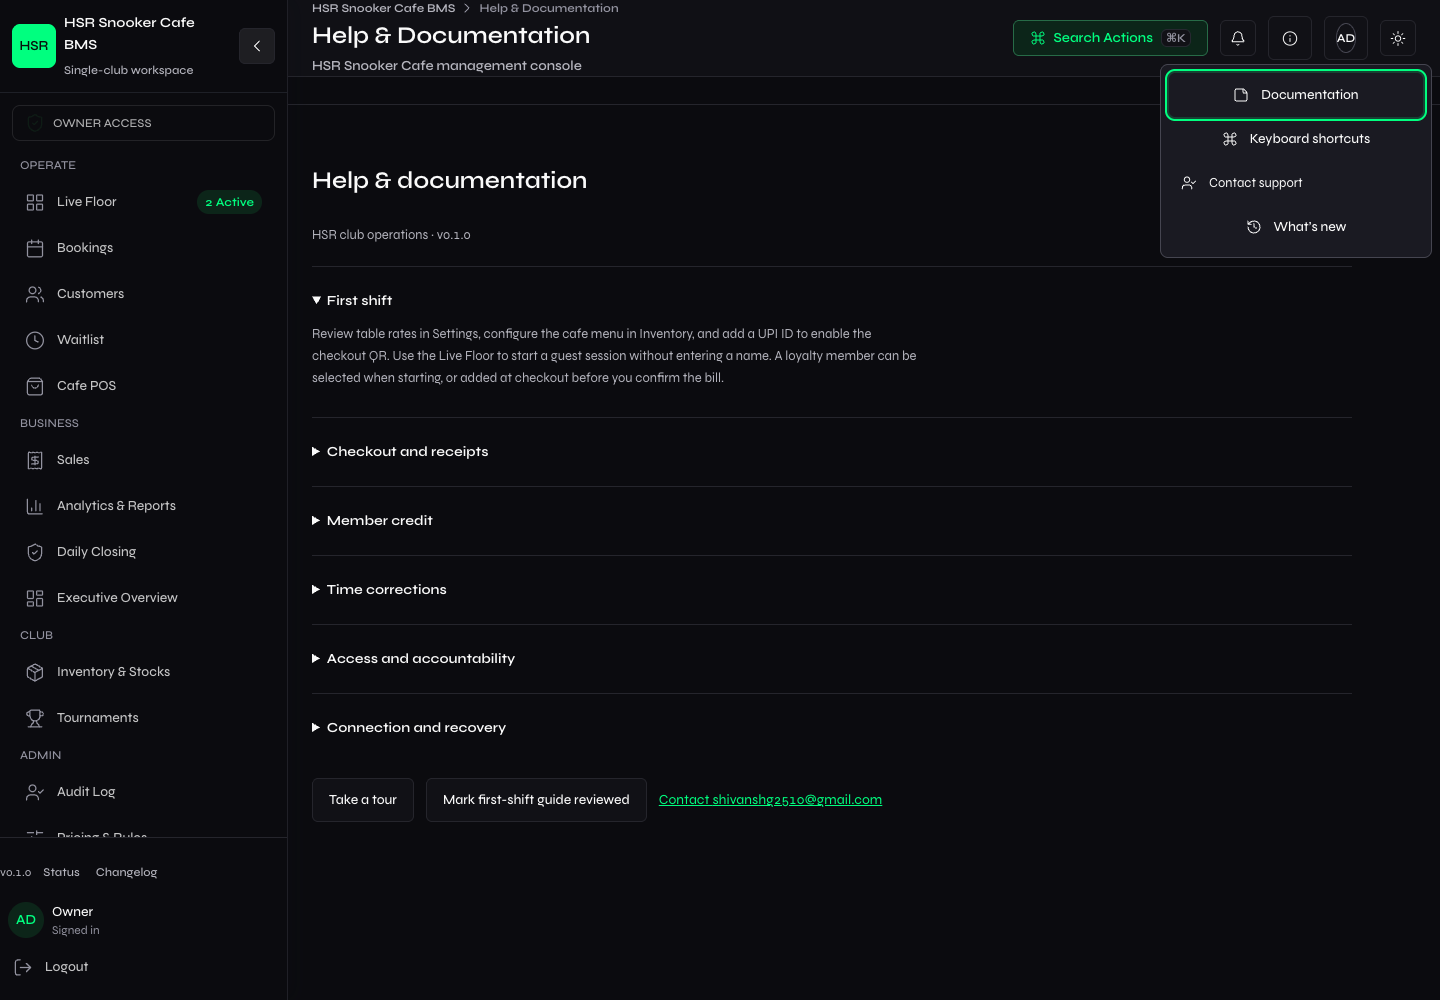 HSR
HSR Snooker Cafe
BMS
Single-club workspace
OWNER ACCESS
OPERATE
Live Floor
2 Active
Bookings
Customers
Waitlist
Cafe POS
BUSINESS
Sales
Analytics & Reports
Daily Closing
Executive Overview
CLUB
Inventory & Stocks
Tournaments
ADMIN
Audit Log
Pricing & Rules
v0.1.0 Status Changelog
AD
Owner
Signed in
Logout
HSR Snooker Cafe BMS > Help & Documentation
Help & Documentation
HSR Snooker Cafe management console
Search Actions ⌘K
AD
Documentation
Keyboard shortcuts
Contact support
What's new
Help & documentation
HSR club operations · v0.1.0
First shift
Review table rates in Settings, configure the cafe menu in Inventory, and add a UPI ID to enable the
checkout QR. Use the Live Floor to start a guest session without entering a name. A loyalty member can be
selected when starting, or added at checkout before you confirm the bill.
Checkout and receipts
Member credit
Time corrections
Access and accountability
Connection and recovery
Take a tour
Mark first-shift guide reviewed
Contact shivanshg2510@gmail.com